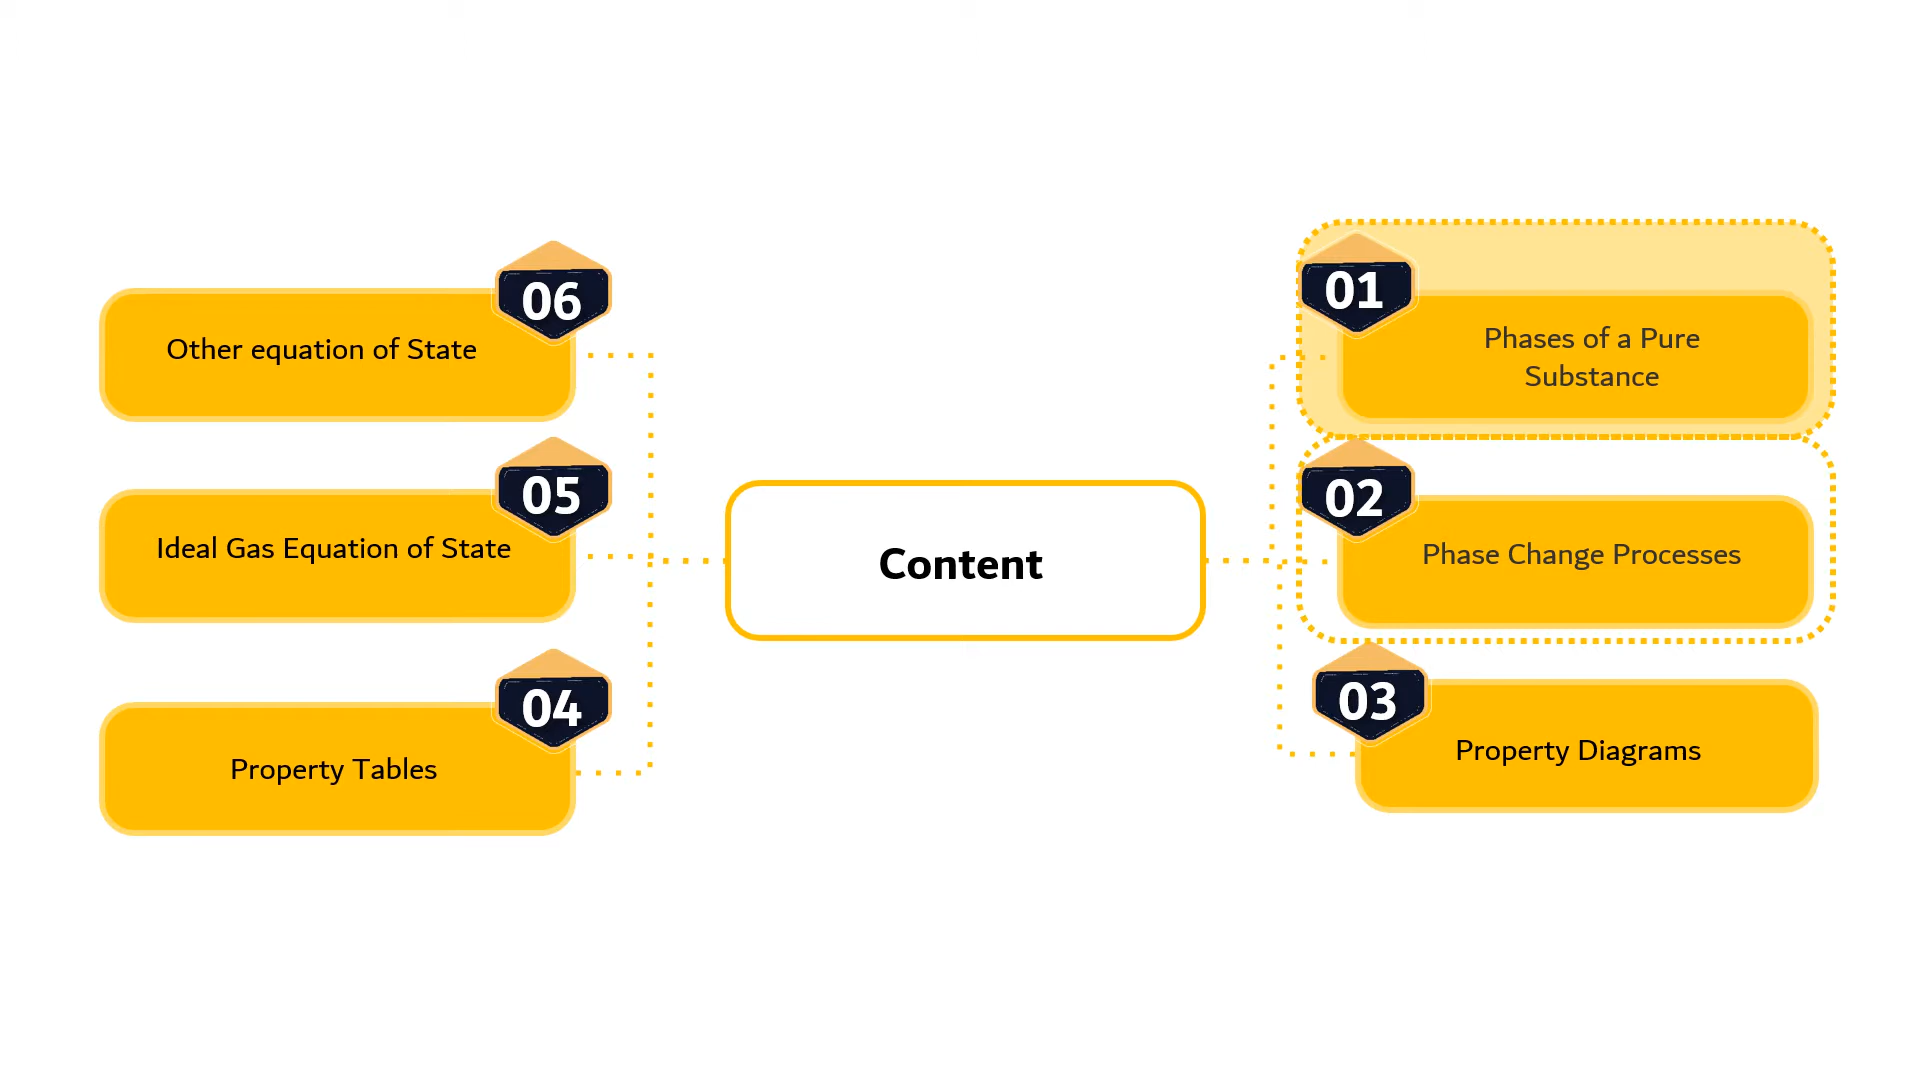 01
Phases of a Pure
Substance
02
Phase Change Processes
03
Property Diagrams
Content
06
Other equation of State
05
Ideal Gas Equation of State
04
Property Tables